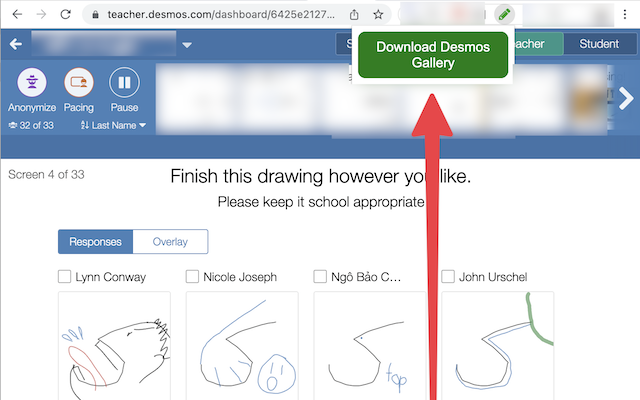 teacher.desmos.com/dashboard/6425e2127...
Download Desmos
Gallery
Teacher
Student
Anonymize
Pacing
Pause
32 of 33
Last Name
Screen 4 of 33
Finish this drawing however you like.
Please keep it school appropriate
Responses
Overlay
Lynn Conway
Nicole Joseph
Ngô Bảo C...
John Urschel
top